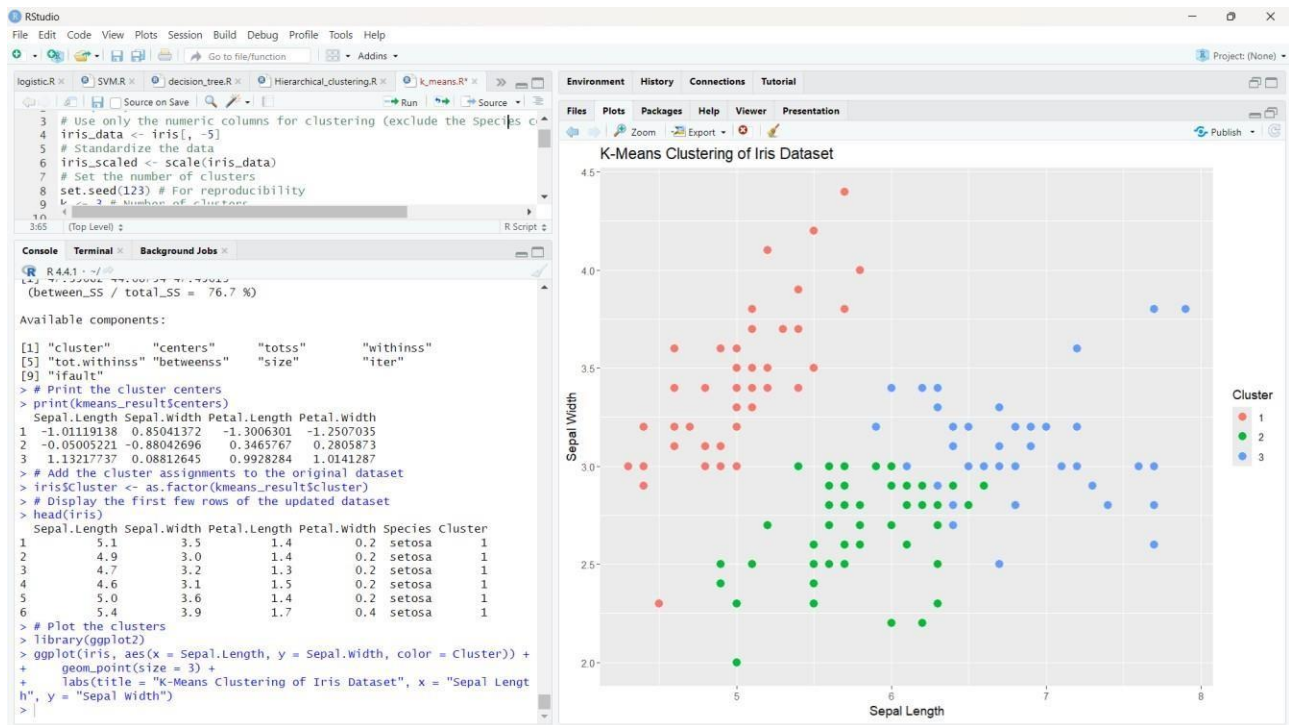 RStudio
File Edit Code View Plots Session Build Debug Profile Tools Help
Go to file/function Addins Project: (None)
logistic.R SVM.R decision_tree.R Hierarchical_clustering.R k_means.R*
Source on Save Run Source
3 # Use only the numeric columns for clustering (exclude the Species c
4 iris_data <- iris[, -5]
5 # Standardize the data
6 iris_scaled <- scale(iris_data)
7 # Set the number of clusters
8 set.seed(123) # For reproducibility
9 k <- 3 # Number of clusters
10
3:65 (Top Level) R Script
Console Terminal Background Jobs
R 4.4.1 · ~/
(between_SS / total_SS = 76.7 %)
Available components:
[1] "cluster" "centers" "totss" "withinss"
[5] "tot.withinss" "betweenss" "size" "iter"
[9] "ifault"
> # Print the cluster centers
> print(kmeans_result$centers)
Sepal.Length Sepal.Width Petal.Length Petal.Width
1 -1.01119138 0.85041372 -1.3006301 -1.2507035
2 -0.05005221 -0.88042696 0.3465767 0.2805873
3 1.13217737 0.08812645 0.9928284 1.0141287
> # Add the cluster assignments to the original dataset
> iris$Cluster <- as.factor(kmeans_result$cluster)
> # Display the first few rows of the updated dataset
> head(iris)
Sepal.Length Sepal.Width Petal.Length Petal.Width Species Cluster
1 5.1 3.5 1.4 0.2 setosa 1
2 4.9 3.0 1.4 0.2 setosa 1
3 4.7 3.2 1.3 0.2 setosa 1
4 4.6 3.1 1.5 0.2 setosa 1
5 5.0 3.6 1.4 0.2 setosa 1
6 5.4 3.9 1.7 0.4 setosa 1
> # Plot the clusters
> library(ggplot2)
> ggplot(iris, aes(x = Sepal.Length, y = Sepal.Width, color = Cluster)) +
+ geom_point(size = 3) +
+ labs(title = "K-Means Clustering of Iris Dataset", x = "Sepal Lengt
h", y = "Sepal Width")
>
Environment History Connections Tutorial
Files Plots Packages Help Viewer Presentation
Zoom Export Publish
K-Means Clustering of Iris Dataset
4.5
4.0
3.5
3.0
2.5
2.0
Sepal Width
5 6 7 8
Sepal Length
Cluster
1
2
3